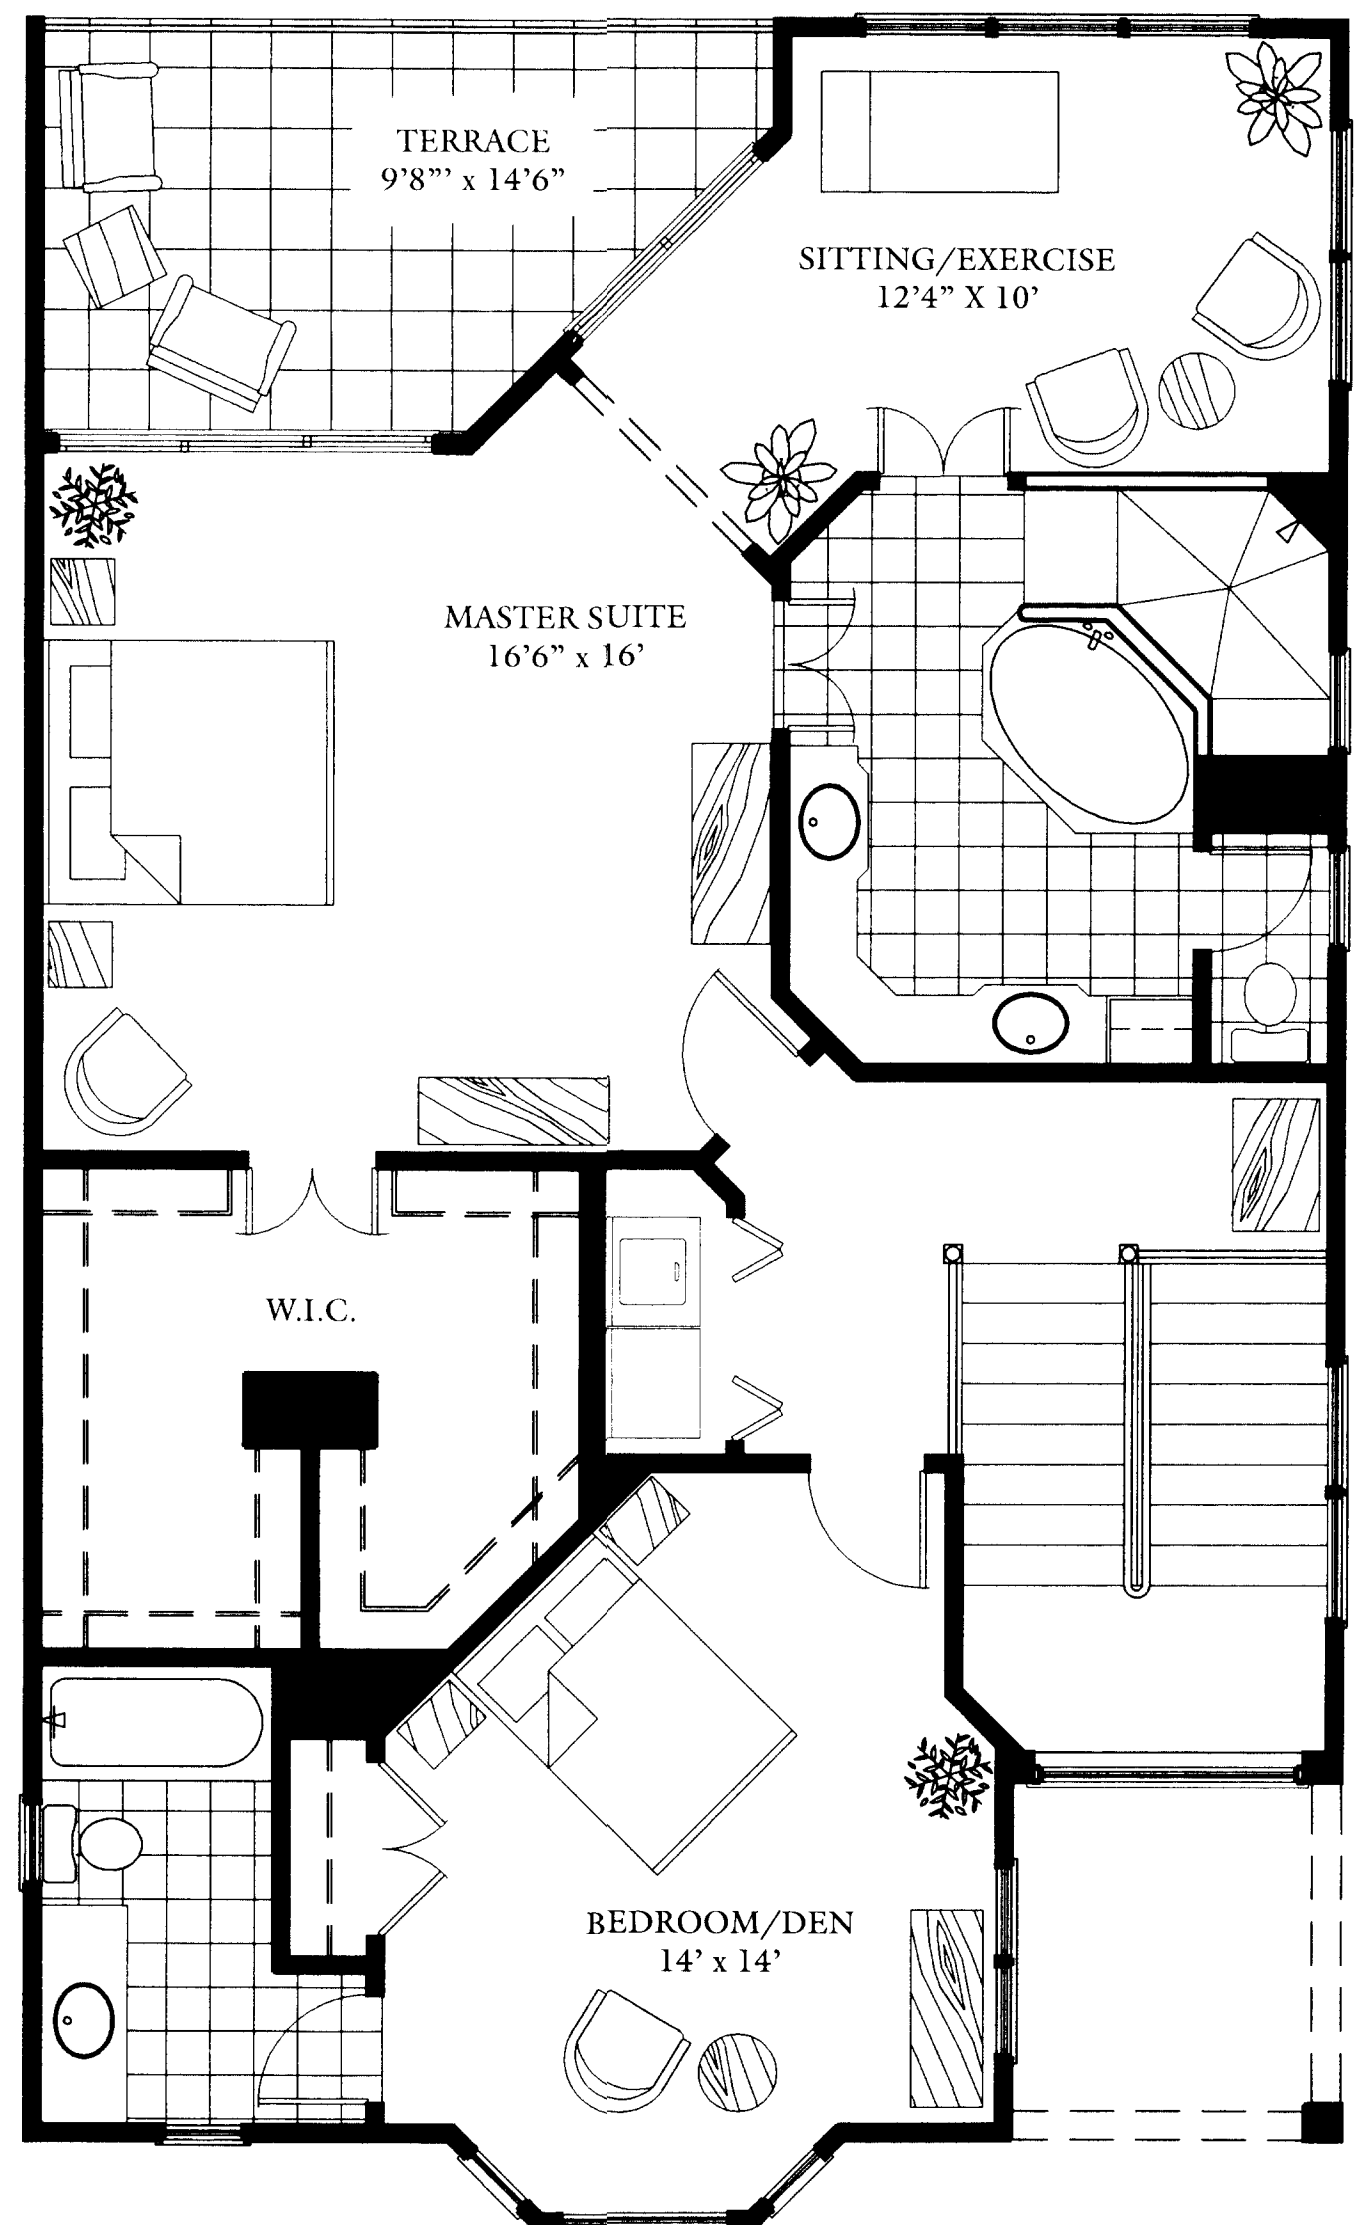 TERRACE
9'8”' x 14'6”
SITTING/EXERCISE
12'4” X 10'
MASTER SUITE
16'6” x 16'
W.I.C.
BEDROOM/DEN
14' x 14'